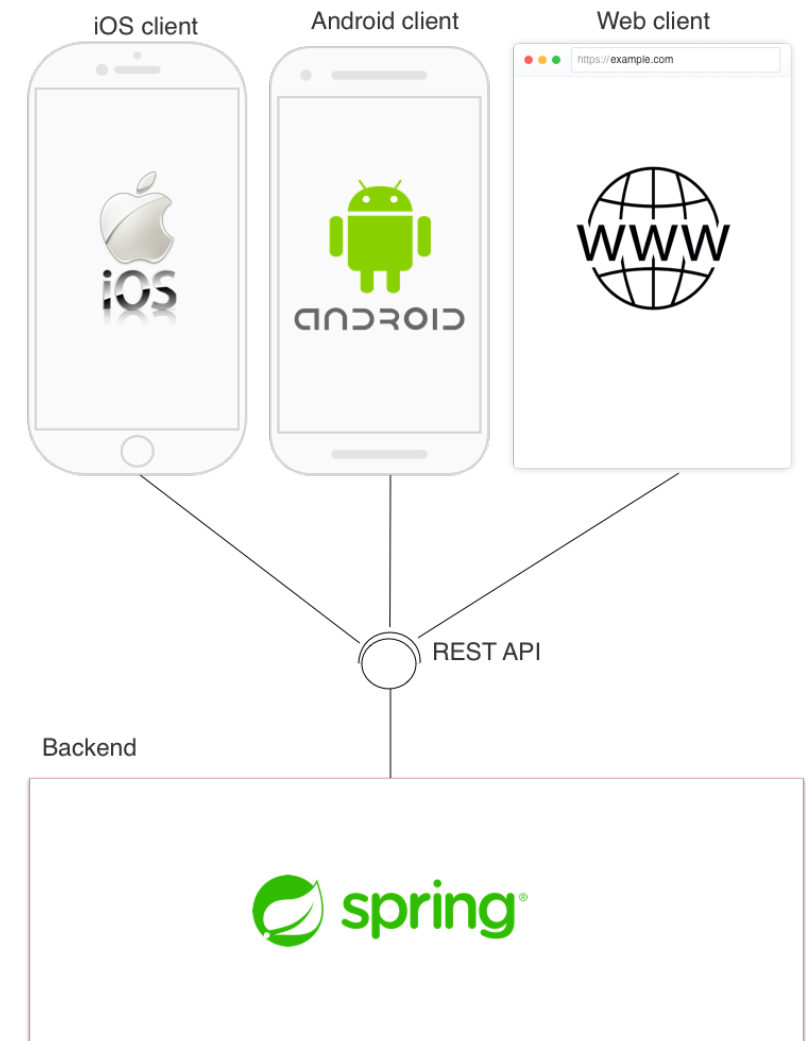 iOS client
Android client
Web client
https://example.com
iOS
ANDROID
WWW
REST API
Backend
spring®